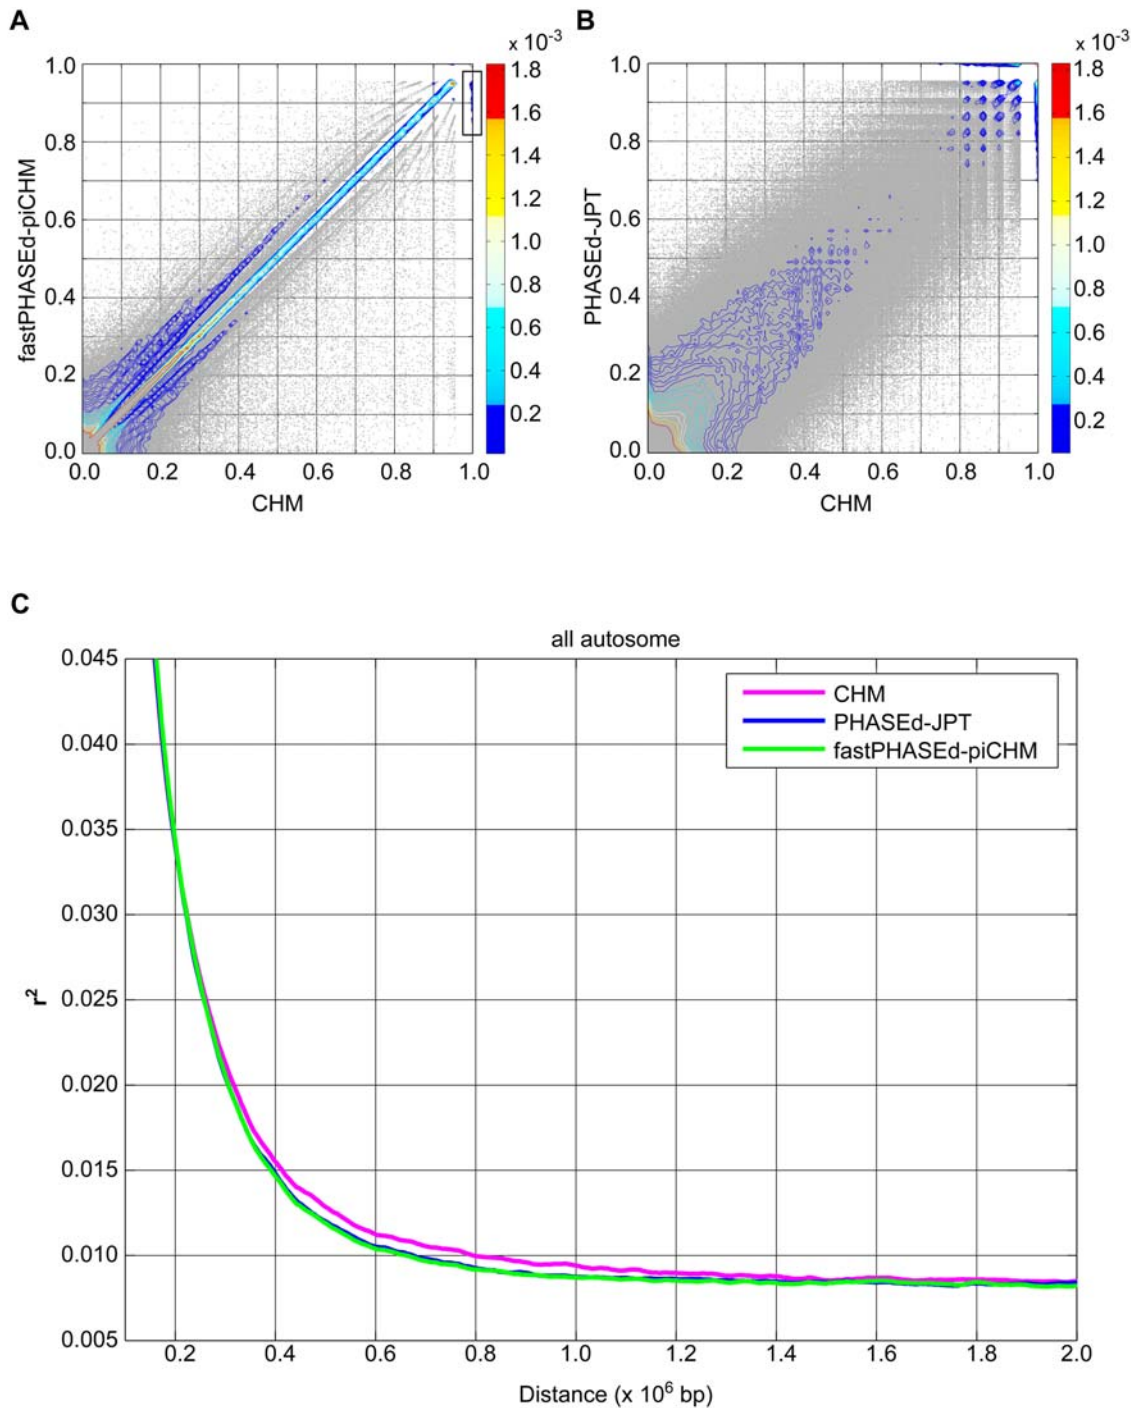 A
x 10-3
1.0
0.8
0.6
0.4
0.2
0.0
fastPHASEd-piCHM
0.0 0.2 0.4 0.6 0.8 1.0
CHM
1.8
1.6
1.4
1.2
1.0
0.8
0.6
0.4
0.2
B
x 10-3
1.0
0.8
0.6
0.4
0.2
0.0
PHASEd-JPT
0.0 0.2 0.4 0.6 0.8 1.0
CHM
1.8
1.6
1.4
1.2
1.0
0.8
0.6
0.4
0.2
C
all autosome
0.045
0.040
0.035
0.030
0.025
0.020
0.015
0.010
0.005
r2
CHM
PHASEd-JPT
fastPHASEd-piCHM
0.2 0.4 0.6 0.8 1.0 1.2 1.4 1.6 1.8 2.0
Distance (x 106 bp)